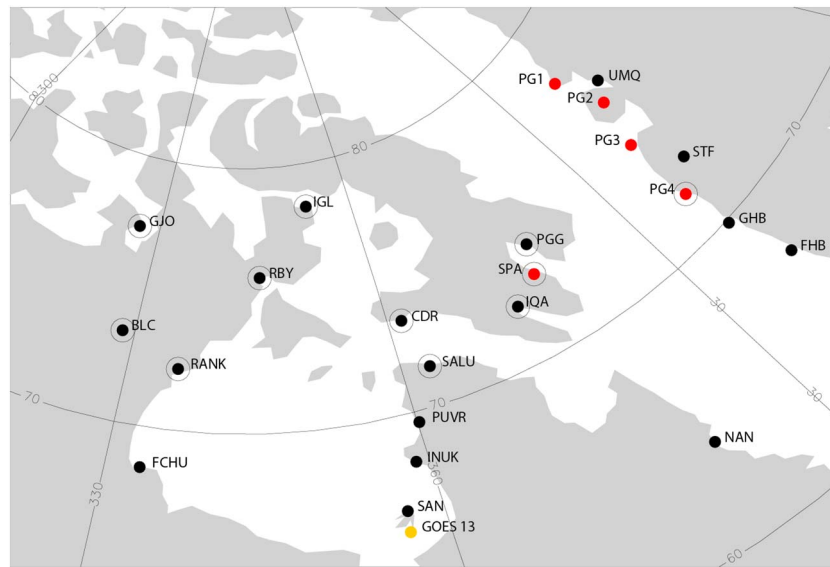 PG1
UMQ
PG2
300
80
70
PG3
STF
80
PG4
IGL
GJO
GHB
PGG
FHB
RBY
SPA
30
IQA
CDR
BLC
SALU
RANK
30
70
70
PUVR
NAN
INUK
FCHU
360
330
SAN
GOES 13
60